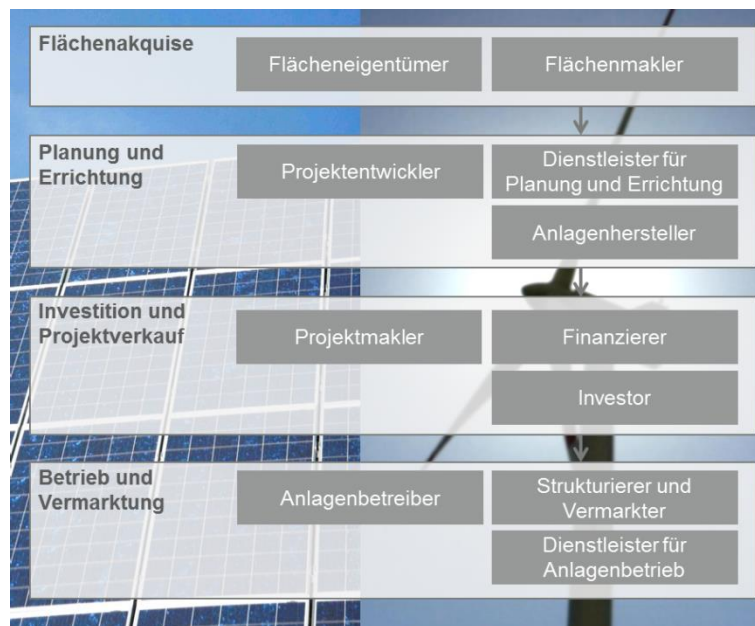 Flächenakquise
Flächeneigentümer
Flächenmakler
Planung und
Errichtung
Projektentwickler
Dienstleister für
Planung und Errichtung
Anlagenhersteller
Investition und
Projektverkauf
Projektmakler
Finanzierer
Investor
Betrieb und
Vermarktung
Anlagenbetreiber
Strukturierer und
Vermarkter
Dienstleister für
Anlagenbetrieb